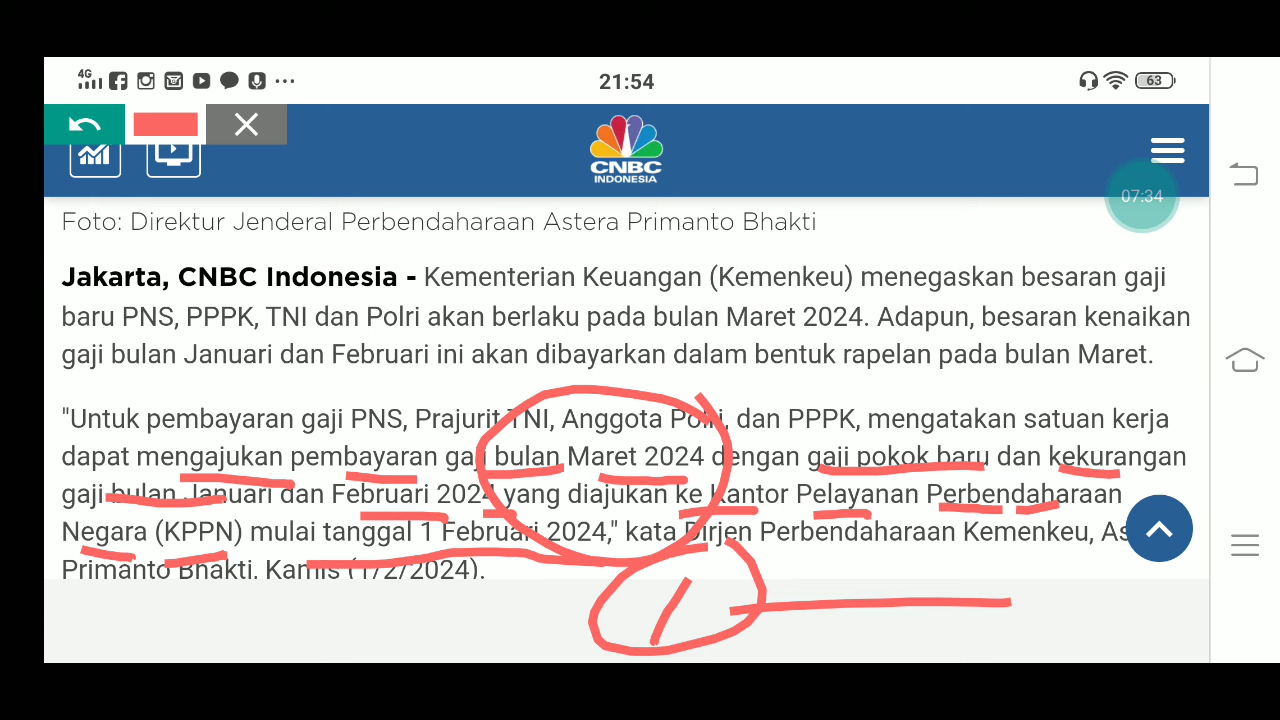 4G
21:54
63
CNBC
INDONESIA
07:34
Foto: Direktur Jenderal Perbendaharaan Astera Primanto Bhakti
Jakarta, CNBC Indonesia - Kementerian Keuangan (Kemenkeu) menegaskan besaran gaji
baru PNS, PPPK, TNI dan Polri akan berlaku pada bulan Maret 2024. Adapun, besaran kenaikan
gaji bulan Januari dan Februari ini akan dibayarkan dalam bentuk rapelan pada bulan Maret.
"Untuk pembayaran gaji PNS, Prajurit TNI, Anggota Polri, dan PPPK, mengatakan satuan kerja
dapat mengajukan pembayaran gaji bulan Maret 2024 dengan gaji pokok baru dan kekurangan
gaji bulan Januari dan Februari 2024 yang diajukan ke Kantor Pelayanan Perbendaharaan
Negara (KPPN) mulai tanggal 1 Februari 2024," kata Dirjen Perbendaharaan Kemenkeu,
Primanto Bhakti, Kamis (1/2/2024).
1